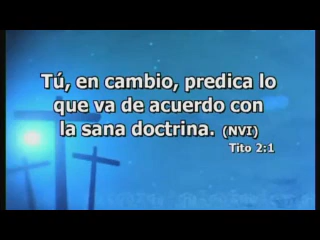 Tú, en cambio, predica lo
que va de acuerdo con
la sana doctrina. (NVI)
Tito 2:1